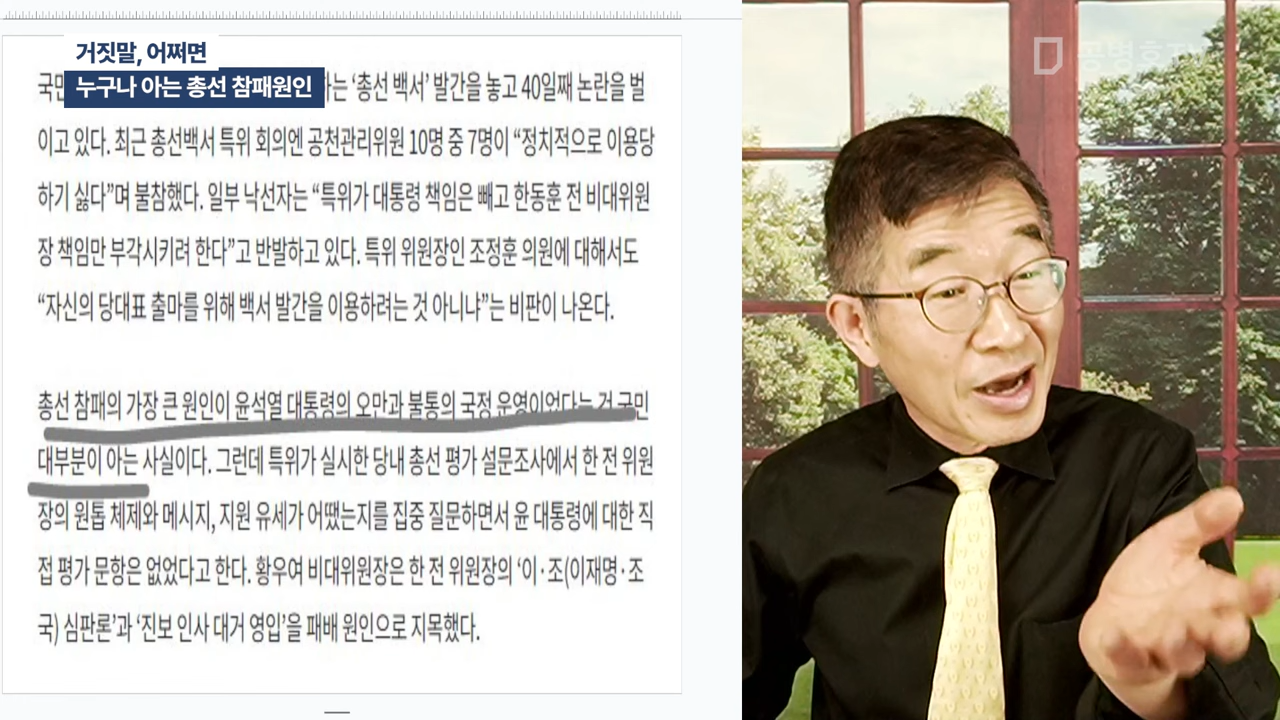 거짓말, 어쩌면
누구나 아는 총선 참패원인
국민
하는 ‘총선 백서’ 발간을 놓고 40일째 논란을 벌
이고 있다. 최근 총선백서 특위 회의엔 공천관리위원 10명 중 7명이 “정치적으로 이용당
하기 싫다”며 불참했다. 일부 낙선자는 “특위가 대통령 책임은 빼고 한동훈 전 비대위원
장 책임만 부각시키려 한다”고 반발하고 있다. 특위 위원장인 조정훈 의원에 대해서도
“자신의 당대표 출마를 위해 백서 발간을 이용하려는 것 아니냐”는 비판이 나온다.
총선 참패의 가장 큰 원인이 윤석열 대통령의 오만과 불통의 국정 운영이었다는 건 국민
대부분이 아는 사실이다. 그런데 특위가 실시한 당내 총선 평가 설문조사에서 한 전 위원
장의 원톱 체제와 메시지, 지원 유세가 어땠는지를 집중 질문하면서 윤 대통령에 대한 직
접 평가 문항은 없었다고 한다. 황우여 비대위원장은 한 전 위원장의 ‘이·조(이재명·조
국) 심판론’과 ‘진보 인사 대거 영입’을 패배 원인으로 지목했다.